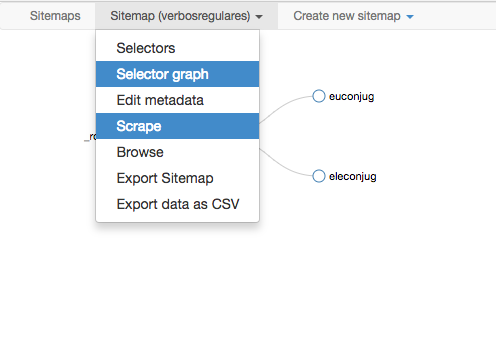 Sitemaps
Sitemap (verbosregulares)
Create new sitemap
Selectors
Selector graph
Edit metadata
Scrape
Browse
Export Sitemap
Export data as CSV
euconjug
eleconjug